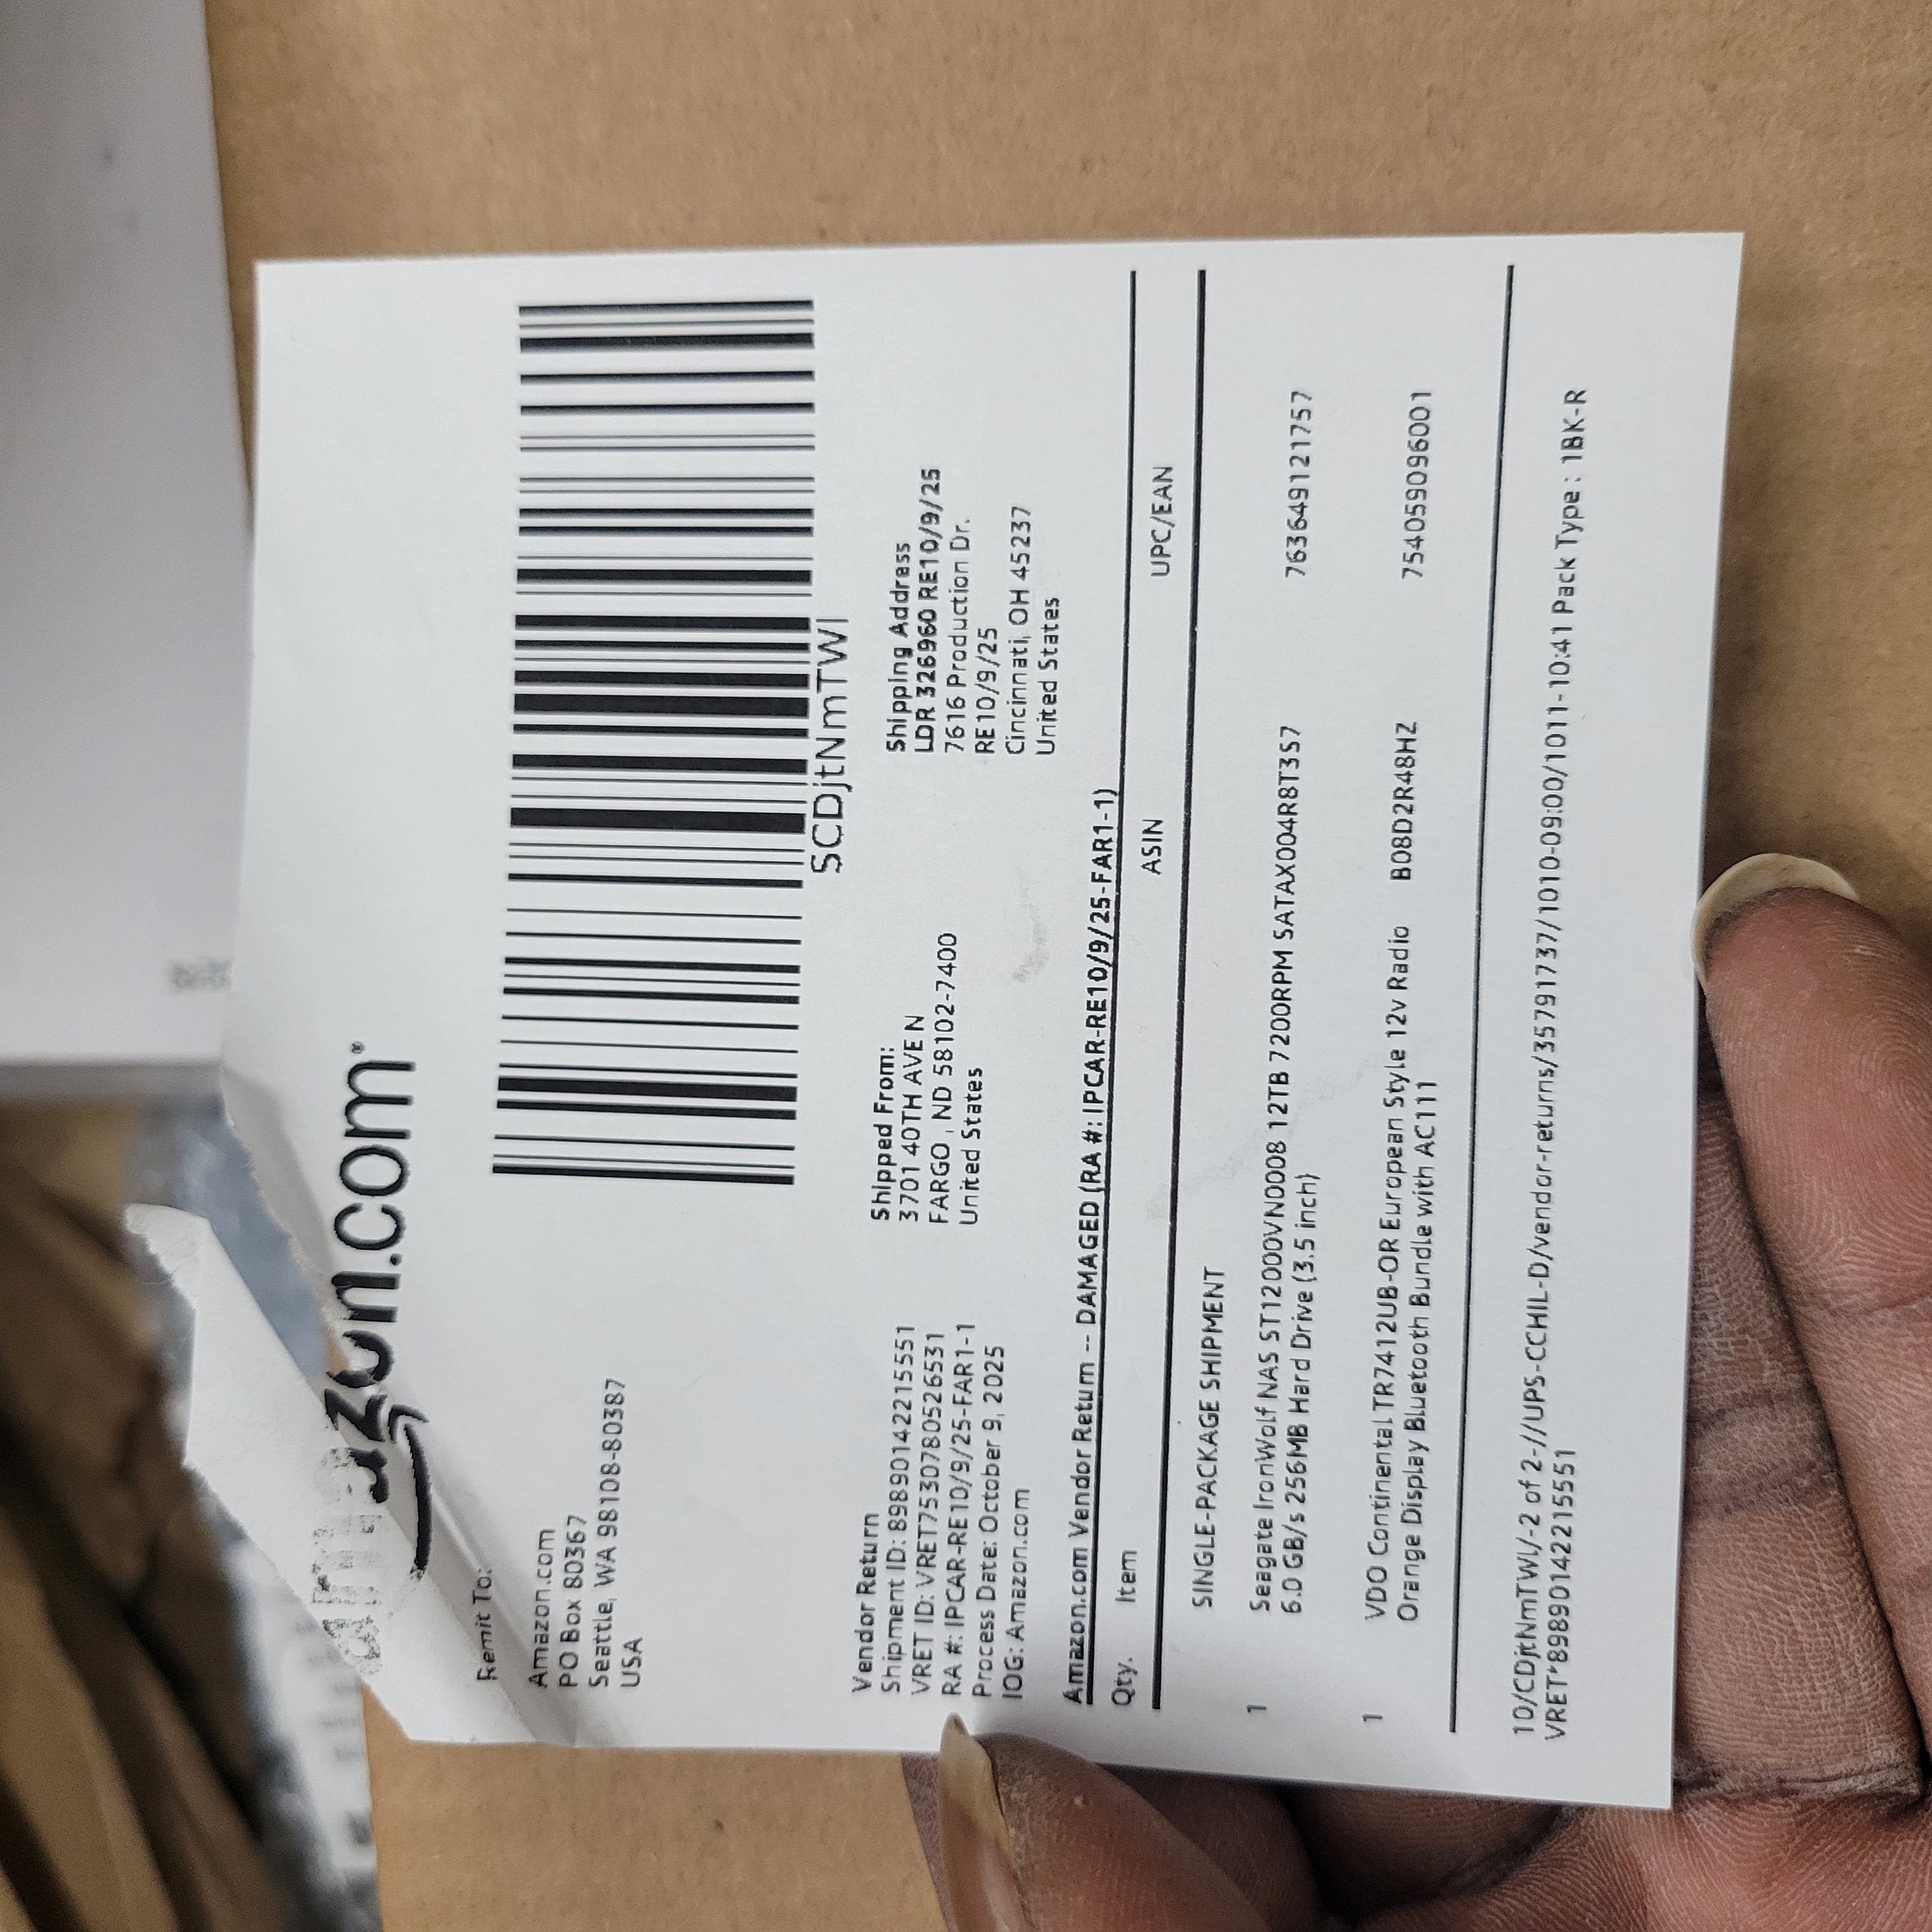 amazon.com®
Remit To:
Amazon.com
PO Box 80367
Seattle, WA 98108-80387
USA
SCDjtNmTWl
Vendor Return
Shipment ID: 898901422155​51
VRET ID: VRET7530780526531
RA #: IPCAR-RE10/9/25-FAR1-1
Process Date: October 9, 2025
IOG: Amazon.com
Shipped From:
3701 40TH AVE N
FARGO , ND 58102-7400
United States
Shipping Address
LDR 326960 RE10/9/25
7616 Production Dr.
RE10/9/25
Cincinnati, OH 45237
United States
Amazon.com Vendor Return -- DAMAGED (RA #: IPCAR-RE10/9/25-FAR1-1)
Qty. Item ASIN UPC/EAN
SINGLE-PACKAGE SHIPMENT
1 Seagate IronWolf NAS ST12000VN0008 12TB 7200RPM SATAX004R8T3S7 763649121757
6.0 GB/s 256MB Hard Drive (3.5 inch)
1 VDO Continental TR7412UB-OR European Style 12v Radio B08D2R48HZ 754059096001
Orange Display Bluetooth Bundle with AC111
10/CDjtNmTWl/-2 of 2-//UPS-CCHIL-D/vendor-returns/35791737/1010-09:00/1011-10:41 Pack Type : 1BK-R
VRET*89890142215551